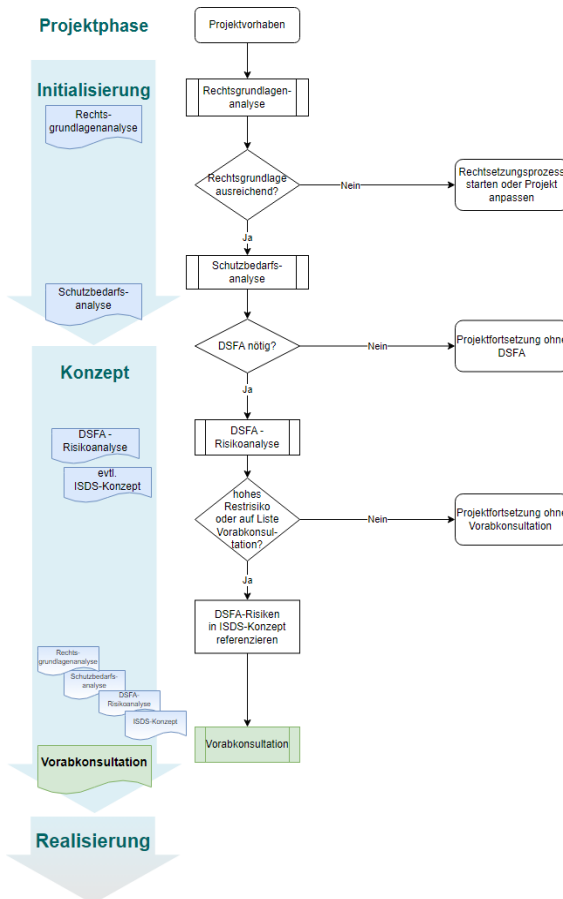 Projektphase
Projektvorhaben
Initialisierung
Rechtsgrundlagen-
analyse
Rechts-
grundlagenanalyse
Rechtsgrundlage
ausreichend?
Nein
Rechtsetzungsprozess
starten oder Projekt
anpassen
Ja
Schutzbedarfs-
analyse
Schutzbedarfs-
analyse
DSFA nötig?
Nein
Projektfortsetzung ohne
DSFA
Konzept
Ja
DSFA -
Risikoanalyse
DSFA -
Risikoanalyse
evtl.
ISDS-Konzept
hohes
Restrisiko
oder auf Liste
Vorabkonsul-
tation?
Nein
Projektfortsetzung ohne
Vorabkonsultation
Ja
DSFA-Risiken
in ISDS-Konzept
referenzieren
Rechts-
grundlagenanalyse
Schutzbedarfs-
analyse
DSFA-
Risikoanalyse
ISDS-Konzept
Vorabkonsultation
Vorabkonsultation
Realisierung